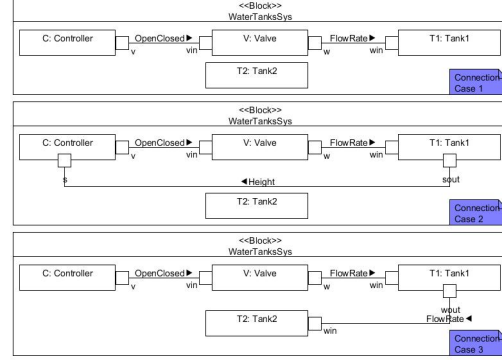 <<Block>>
WaterTanksSys
C: Controller OpenClosed▶ V: Valve FlowRate▶ T1: Tank1
v vin w win
T2: Tank2
Connection
Case 1
<<Block>>
WaterTanksSys
C: Controller OpenClosed▶ V: Valve FlowRate▶ T1: Tank1
v vin w win
s sout
◀Height
T2: Tank2
Connection
Case 2
<<Block>>
WaterTanksSys
C: Controller OpenClosed▶ V: Valve FlowRate▶ T1: Tank1
v vin w win
wout
T2: Tank2 FlowRate◀
win
Connection
Case 3